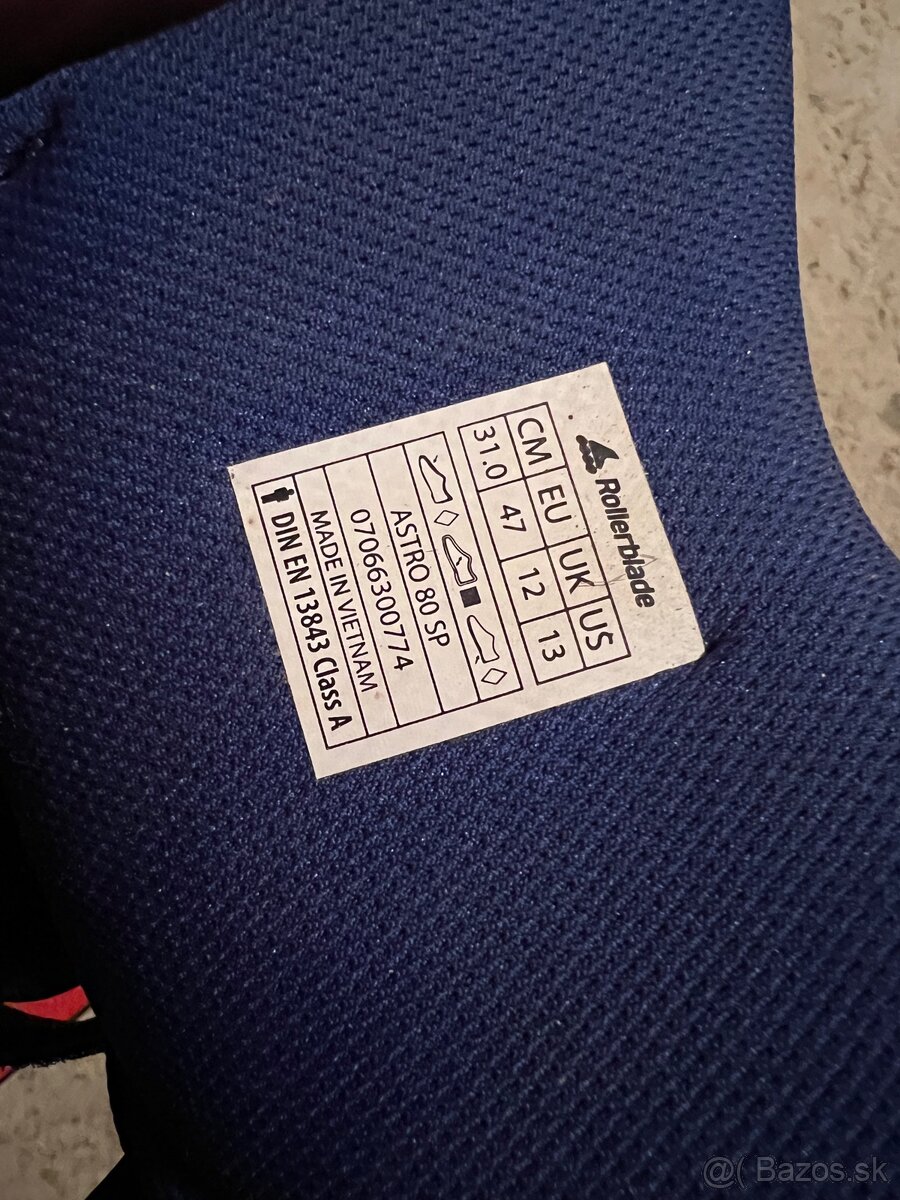 Rollerblade
CM EU UK US
31.0 47 12 13
ASTRO 80 SP
07066300774
MADE IN VIETNAM
DIN EN 13843 Class A
@( Bazos.sk